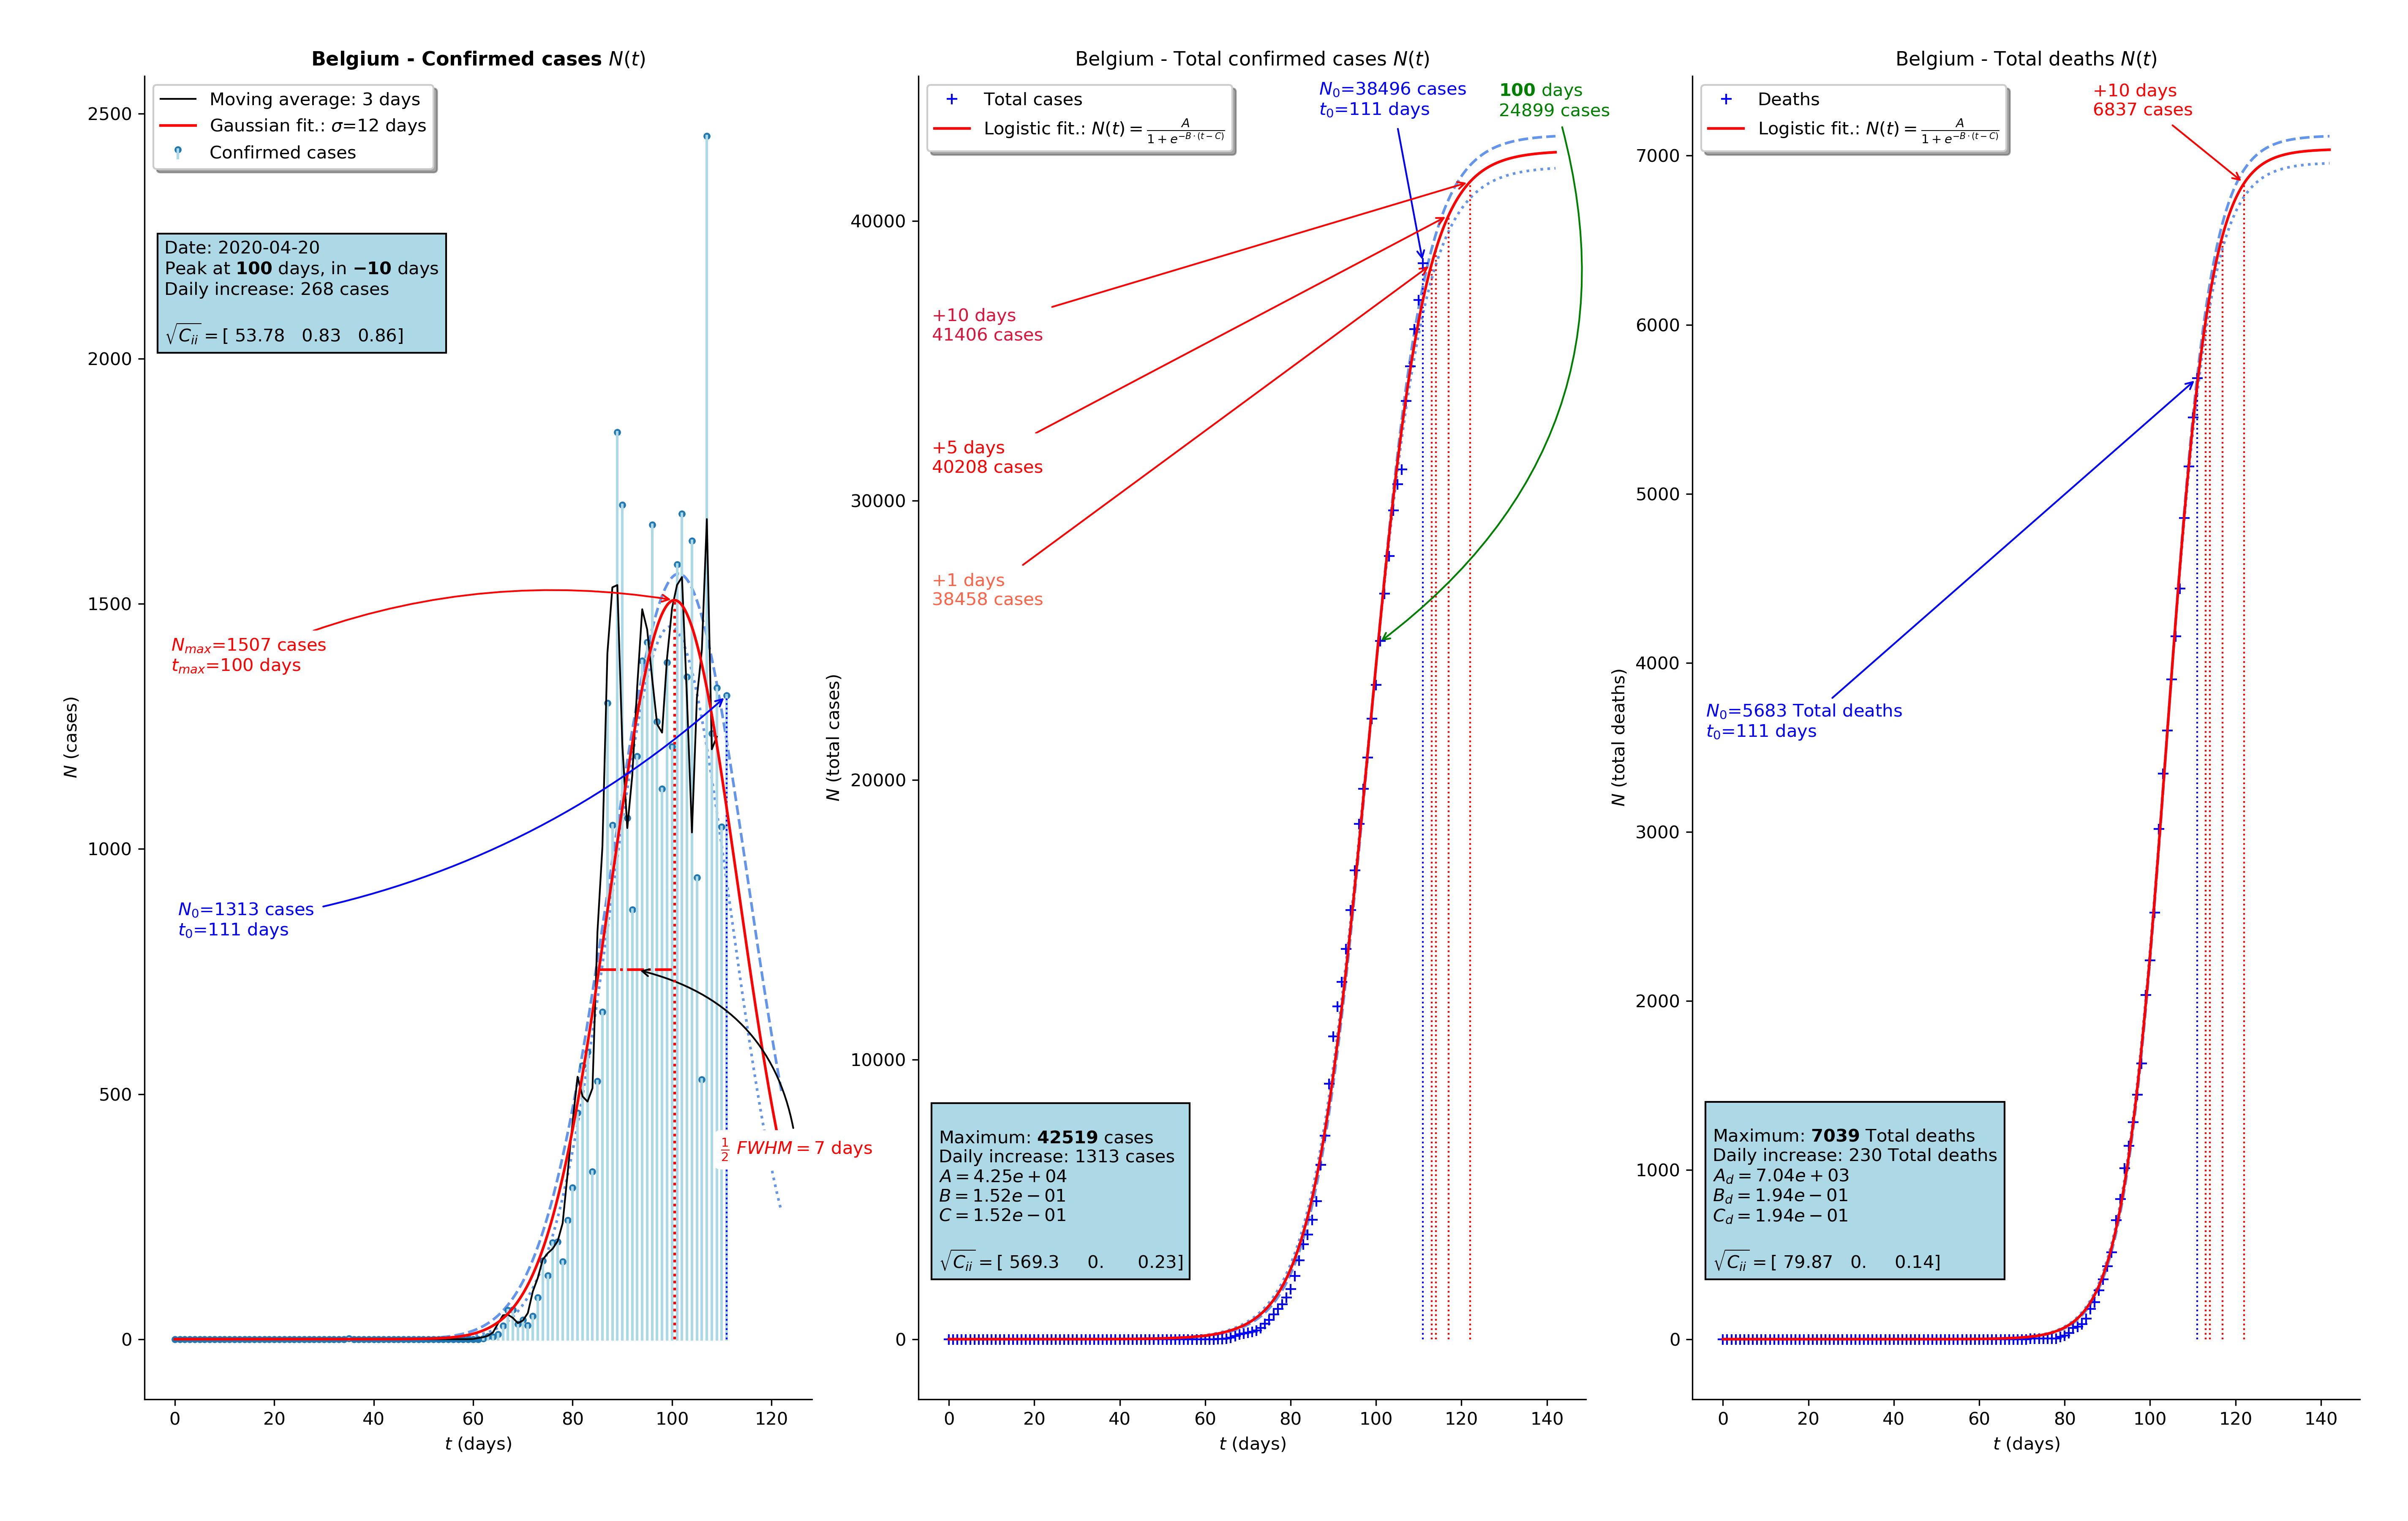 Belgium - Confirmed cases N(t)
Moving average: 3 days
Gaussian fit.: σ=12 days
Confirmed cases
Date: 2020-04-20
Peak at 100 days, in −10 days
Daily increase: 268 cases
√C_ii = [ 53.78 0.83 0.86]
N_max=1507 cases
t_max=100 days
N_0=1313 cases
t_0=111 days
½ FWHM = 7 days
2500
2000
1500
1000
500
0
N (cases)
0 20 40 60 80 100 120
t (days)
Belgium - Total confirmed cases N(t)
Total cases
Logistic fit.: N(t) = A / (1 + e^{−B·(t−C)})
N_0=38496 cases
t_0=111 days
100 days
24899 cases
+10 days
41406 cases
+5 days
40208 cases
+1 days
38458 cases
Maximum: 42519 cases
Daily increase: 1313 cases
A = 4.25e + 04
B = 1.52e − 01
C = 1.52e − 01
√C_ii = [ 569.3 0. 0.23]
40000
30000
20000
10000
0
N (total cases)
0 20 40 60 80 100 120 140
t (days)
Belgium - Total deaths N(t)
Deaths
Logistic fit.: N(t) = A / (1 + e^{−B·(t−C)})
+10 days
6837 cases
N_0=5683 Total deaths
t_0=111 days
Maximum: 7039 Total deaths
Daily increase: 230 Total deaths
A_d = 7.04e + 03
B_d = 1.94e − 01
C_d = 1.94e − 01
√C_ii = [ 79.87 0. 0.14]
7000
6000
5000
4000
3000
2000
1000
0
N (total deaths)
0 20 40 60 80 100 120 140
t (days)